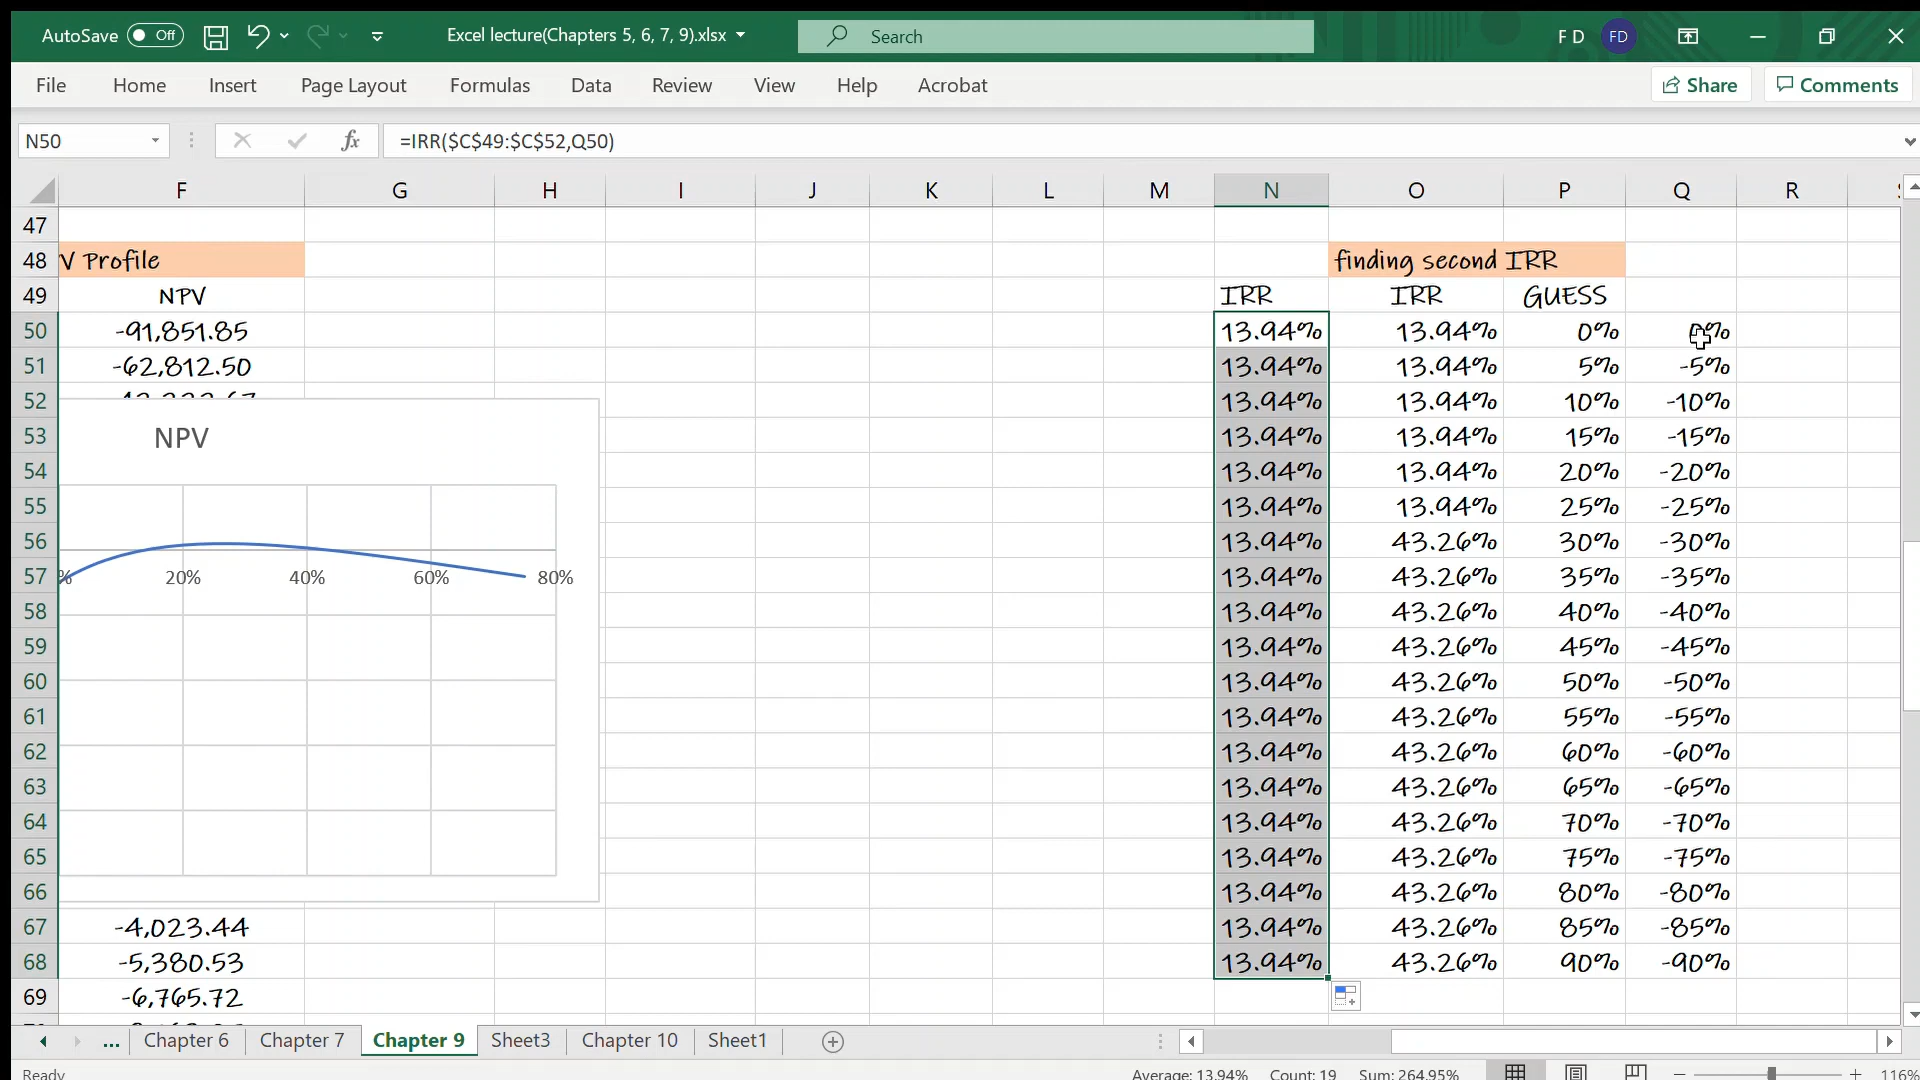 AutoSave Off Excel lecture(Chapters 5, 6, 7, 9).xlsx Search F D FD
File Home Insert Page Layout Formulas Data Review View Help Acrobat Share Comments
N50 fx =IRR($C$49:$C$52,Q50)
F G H I J K L M N O P Q R
47
48 V Profile finding second IRR
49 NPV IRR IRR GUESS
50 -91,851.85 13.94% 13.94% 0% 0%
51 -62,812.50 13.94% 13.94% 5% -5%
52 13.94% 13.94% 10% -10%
53 NPV 13.94% 13.94% 15% -15%
54 13.94% 13.94% 20% -20%
55 13.94% 13.94% 25% -25%
56 13.94% 43.26% 30% -30%
57 % 20% 40% 60% 80% 13.94% 43.26% 35% -35%
58 13.94% 43.26% 40% -40%
59 13.94% 43.26% 45% -45%
60 13.94% 43.26% 50% -50%
61 13.94% 43.26% 55% -55%
62 13.94% 43.26% 60% -60%
63 13.94% 43.26% 65% -65%
64 13.94% 43.26% 70% -70%
65 13.94% 43.26% 75% -75%
66 13.94% 43.26% 80% -80%
67 -4,023.44 13.94% 43.26% 85% -85%
68 -5,380.53 13.94% 43.26% 90% -90%
69 -6,765.72
... Chapter 6 Chapter 7 Chapter 9 Sheet3 Chapter 10 Sheet1
Ready Average: 13.94% Count: 19 Sum: 264.95% 116%